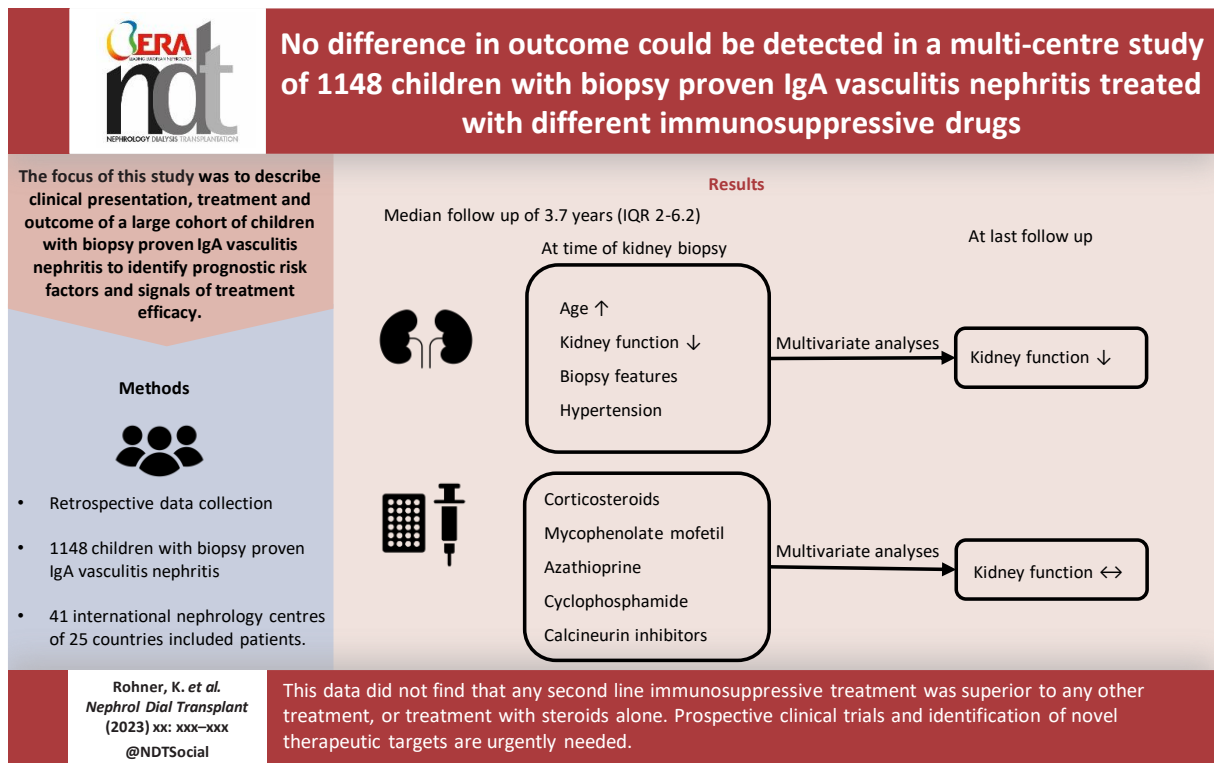 ERA
LEADING EUROPEAN NEPHROLOGY
ndt
NEPHROLOGY DIALYSIS TRANSPLANTATION
No difference in outcome could be detected in a multi-centre study
of 1148 children with biopsy proven IgA vasculitis nephritis treated
with different immunosuppressive drugs
The focus of this study was to describe
clinical presentation, treatment and
outcome of a large cohort of children
with biopsy proven IgA vasculitis
nephritis to identify prognostic risk
factors and signals of treatment
efficacy.
Methods
• Retrospective data collection
• 1148 children with biopsy proven
IgA vasculitis nephritis
• 41 international nephrology centres
of 25 countries included patients.
Results
Median follow up of 3.7 years (IQR 2-6.2)
At time of kidney biopsy
At last follow up
Age ↑
Kidney function ↓
Biopsy features
Hypertension
Multivariate analyses
Kidney function ↓
Corticosteroids
Mycophenolate mofetil
Azathioprine
Cyclophosphamide
Calcineurin inhibitors
Multivariate analyses
Kidney function ↔
Rohner, K. et al.
Nephrol Dial Transplant
(2023) xx: xxx–xxx
@NDTSocial
This data did not find that any second line immunosuppressive treatment was superior to any other
treatment, or treatment with steroids alone. Prospective clinical trials and identification of novel
therapeutic targets are urgently needed.